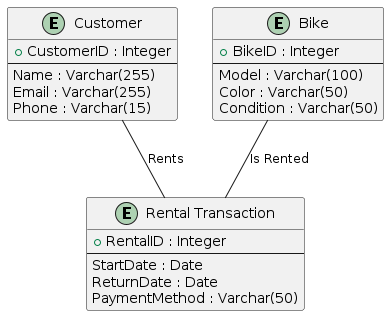 E Customer
CustomerID : Integer
Name : Varchar(255)
Email : Varchar(255)
Phone : Varchar(15)
E Bike
BikeID : Integer
Model : Varchar(100)
Color : Varchar(50)
Condition : Varchar(50)
Rents
Is Rented
E Rental Transaction
RentalID : Integer
StartDate : Date
ReturnDate : Date
PaymentMethod : Varchar(50)